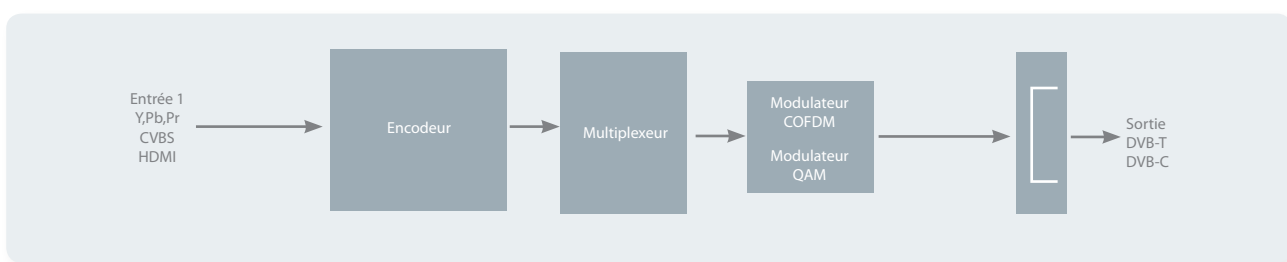 Entrée 1
Y,Pb,Pr
CVBS
HDMI
Encodeur
Multiplexeur
Modulateur
COFDM
Modulateur
QAM
Sortie
DVB-T
DVB-C